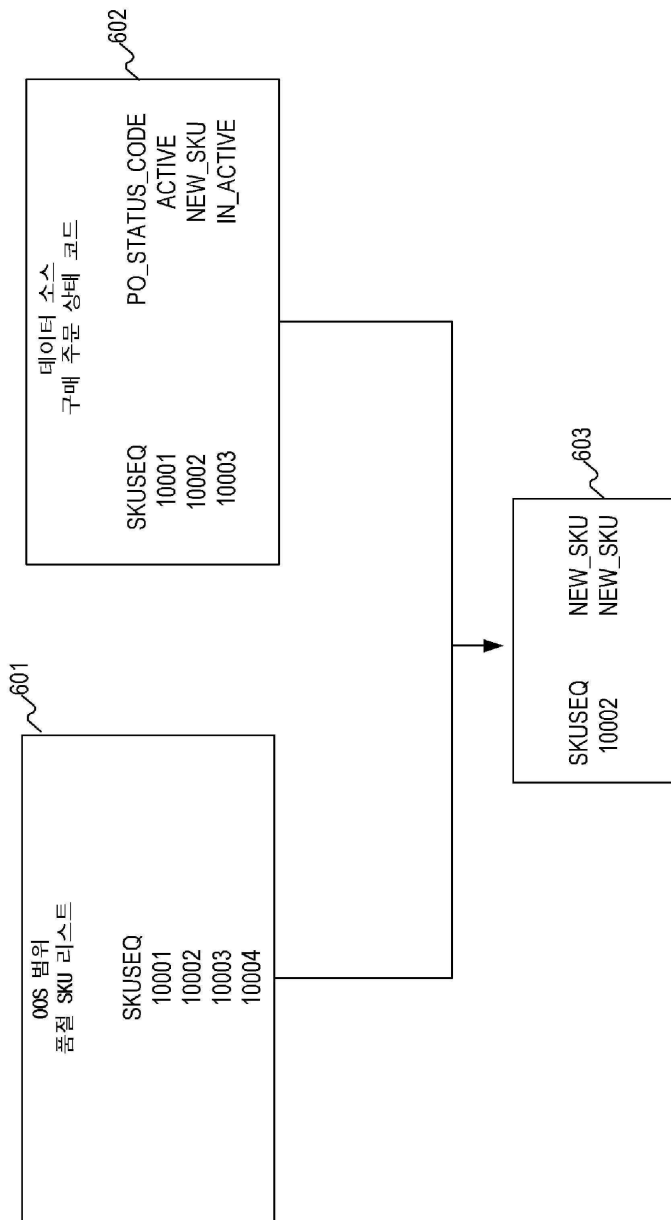 601
OOS 범위
품절 SKU 리스트
SKUSEQ
10001
10002
10003
10004
602
데이터 소스
구매 주문 상태 코드
SKUSEQ PO_STATUS_CODE
10001 ACTIVE
10002 NEW_SKU
10003 IN_ACTIVE
603
SKUSEQ NEW_SKU
10002 NEW_SKU